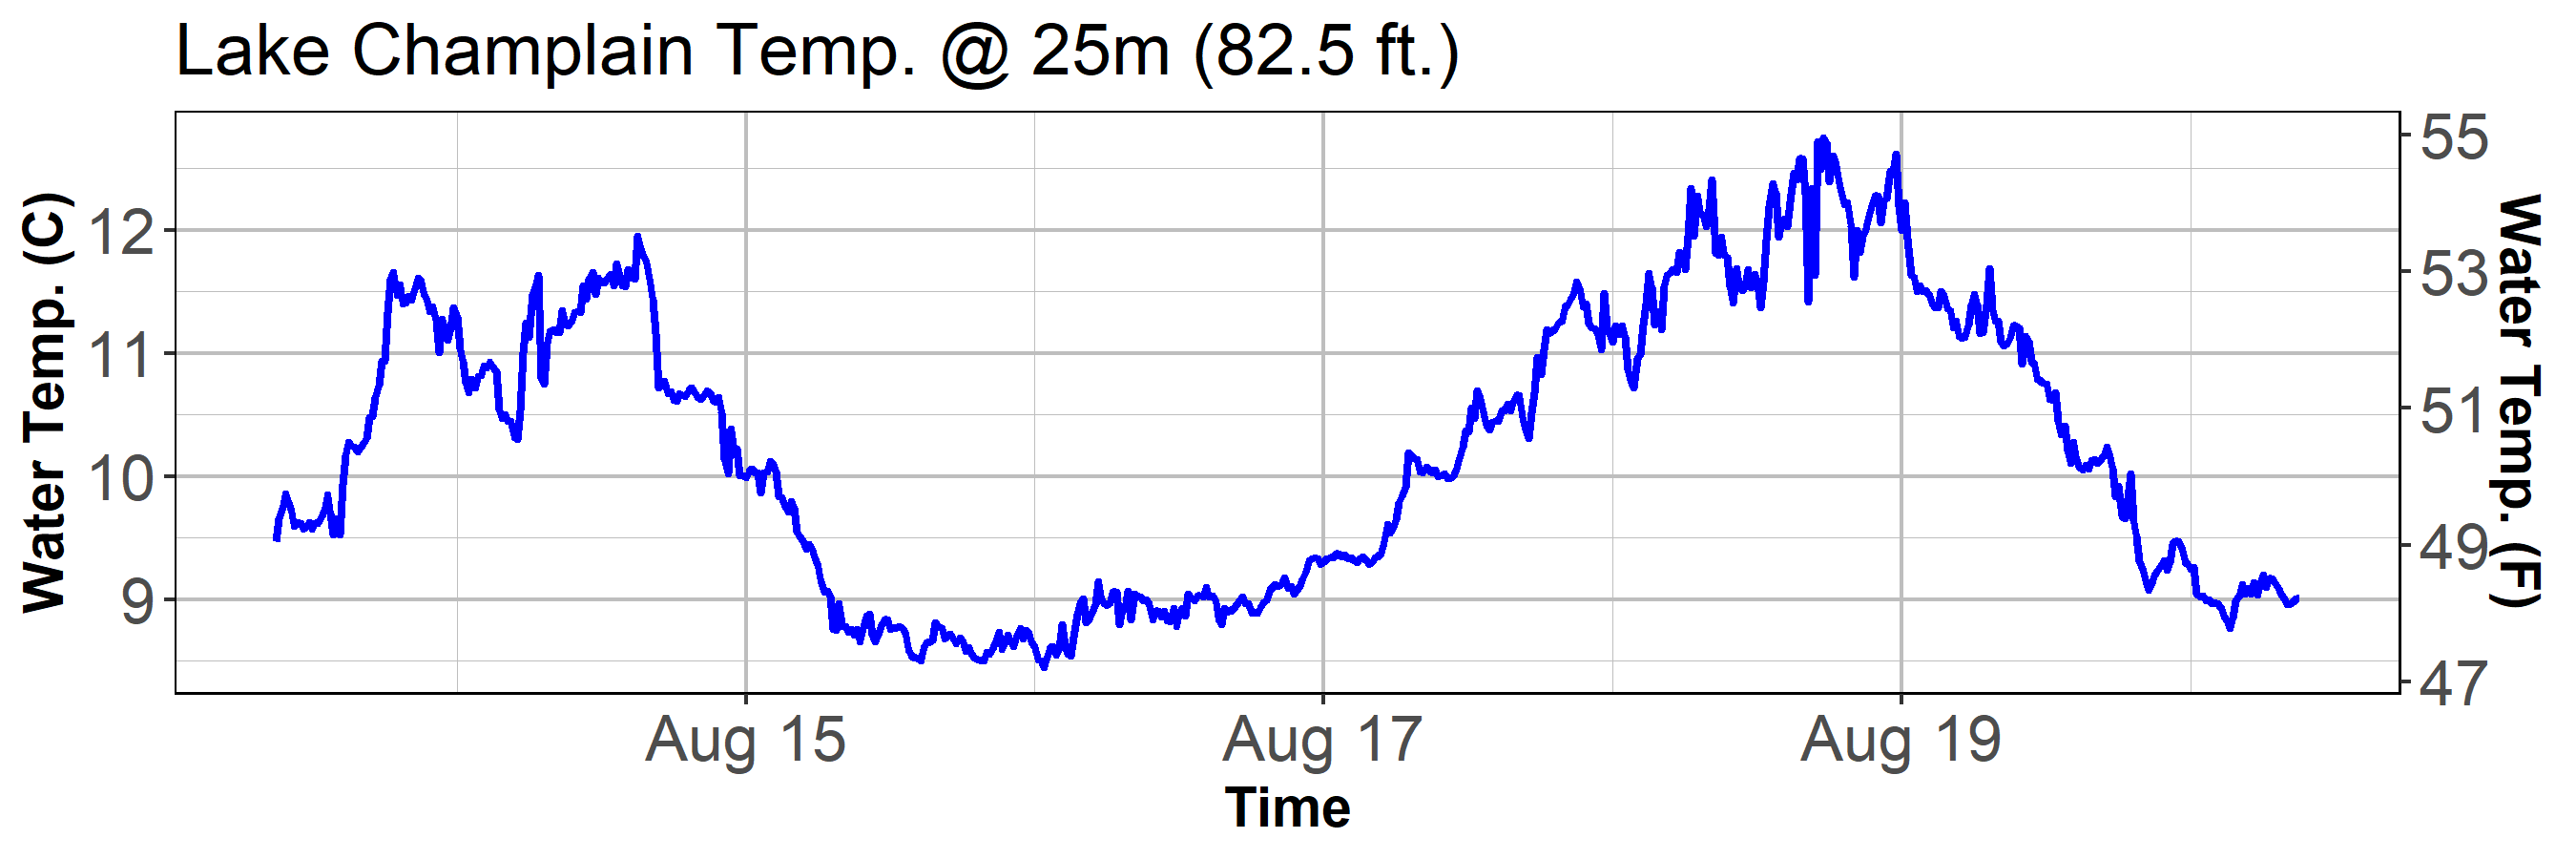 Lake Champlain Temp. @ 25m (82.5 ft.)
Water Temp. (C)
12
11
10
9
55
53
51
49
47
Water Temp. (F)
Aug 15
Aug 17
Aug 19
Time